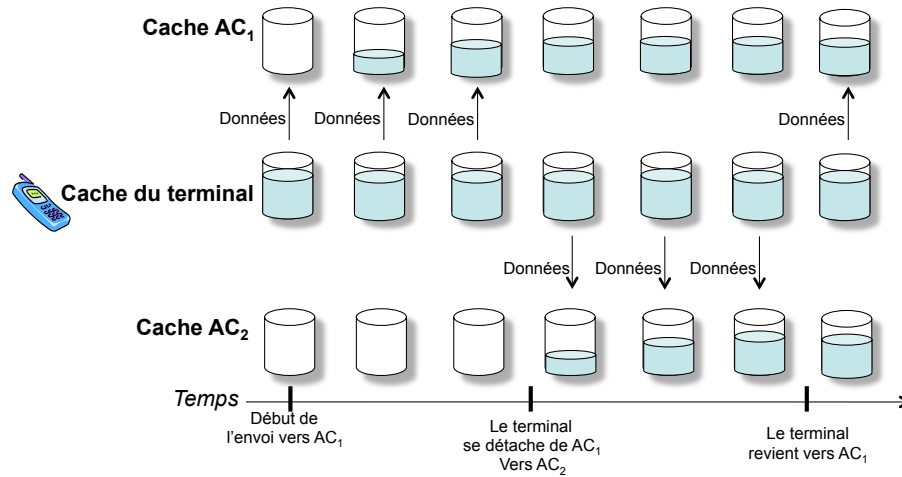 Cache AC1
Données
Données
Données
Données
Cache du terminal
Données
Données
Données
Cache AC2
Temps
Début de
l'envoi vers AC1
Le terminal
se détache de AC1
Vers AC2
Le terminal
revient vers AC1